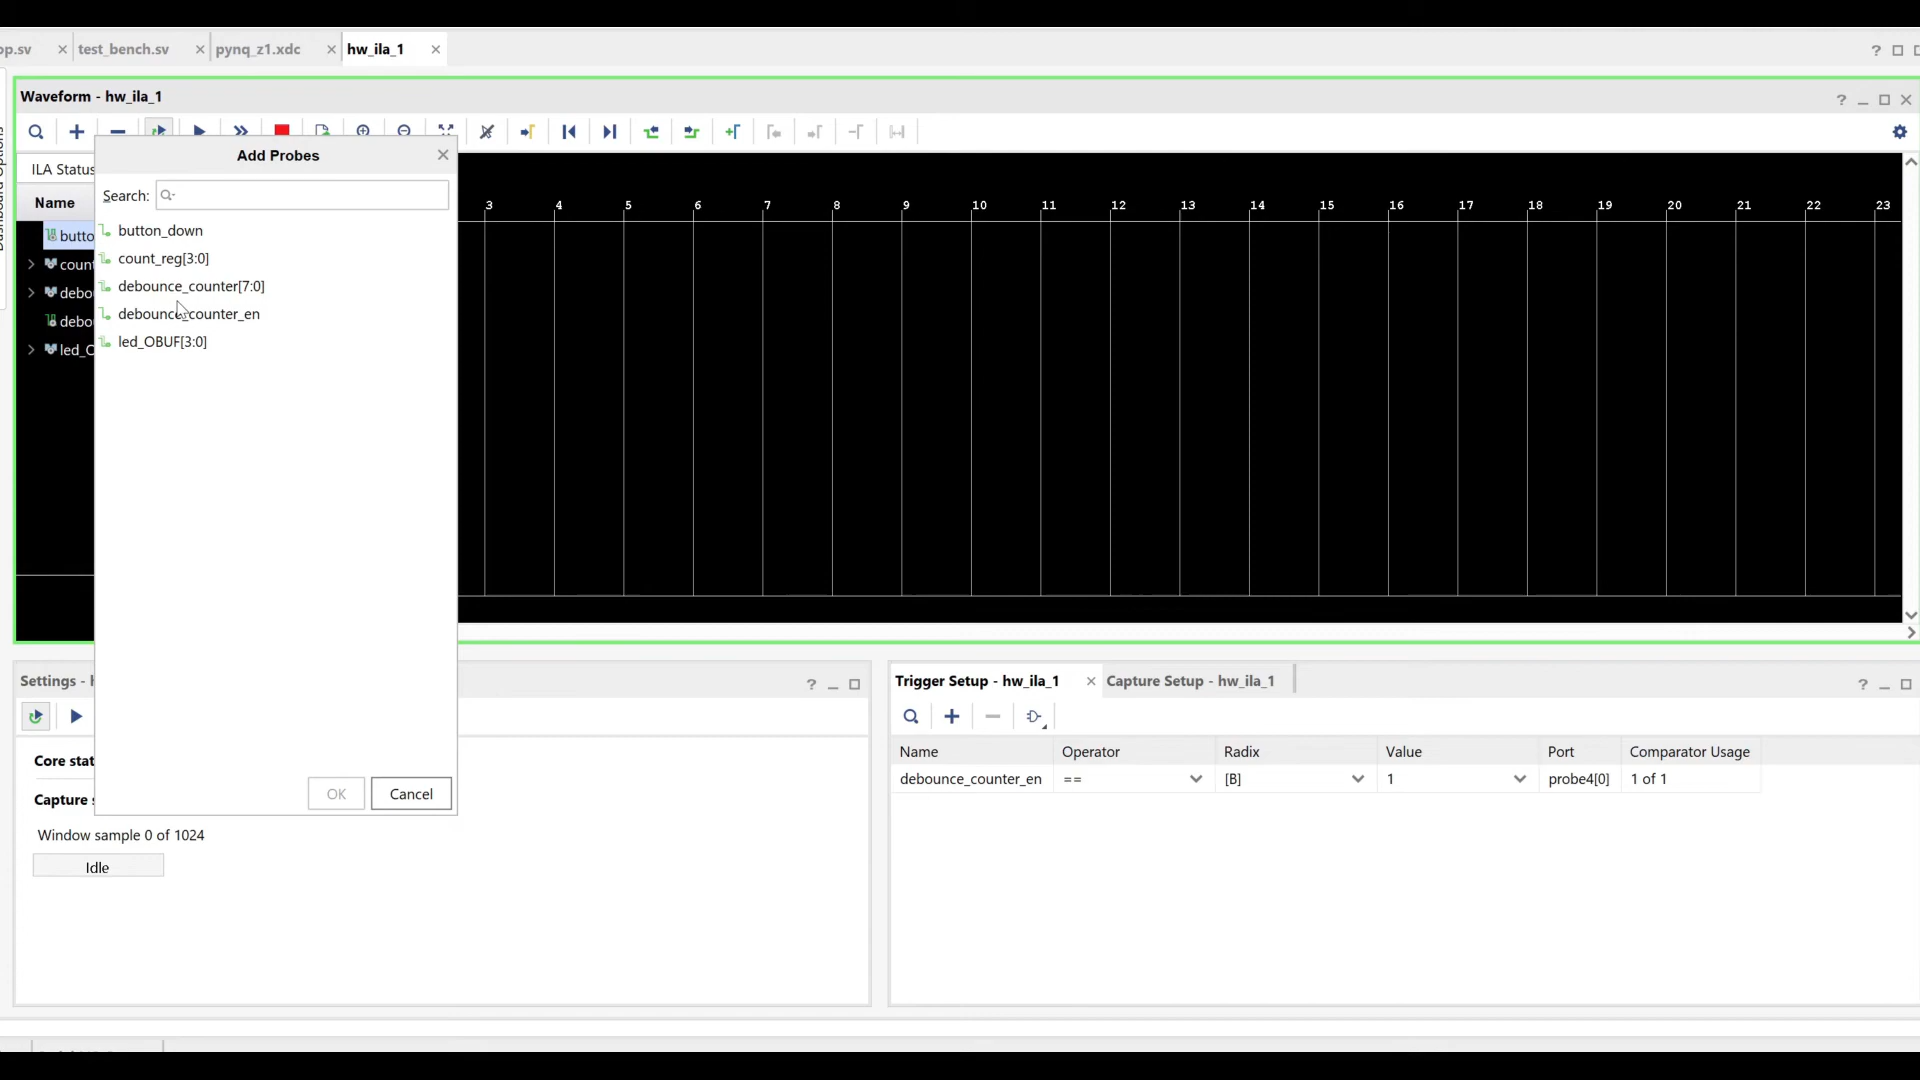 op.sv test_bench.sv pynq_z1.xdc hw_ila_1
Waveform - hw_ila_1
ILA Status
Add Probes
Search:
Name
button_down
count_reg[3:0]
debounce_counter[7:0]
debounce_counter_en
led_OBUF[3:0]
butto
count
debo
debo
led_O
3 4 5 6 7 8 9 10 11 12 13 14 15 16 17 18 19 20 21 22 23
OK Cancel
Settings - h
Core stat
Capture s
Window sample 0 of 1024
Idle
Trigger Setup - hw_ila_1 Capture Setup - hw_ila_1
Name Operator Radix Value Port Comparator Usage
debounce_counter_en == [B] 1 probe4[0] 1 of 1